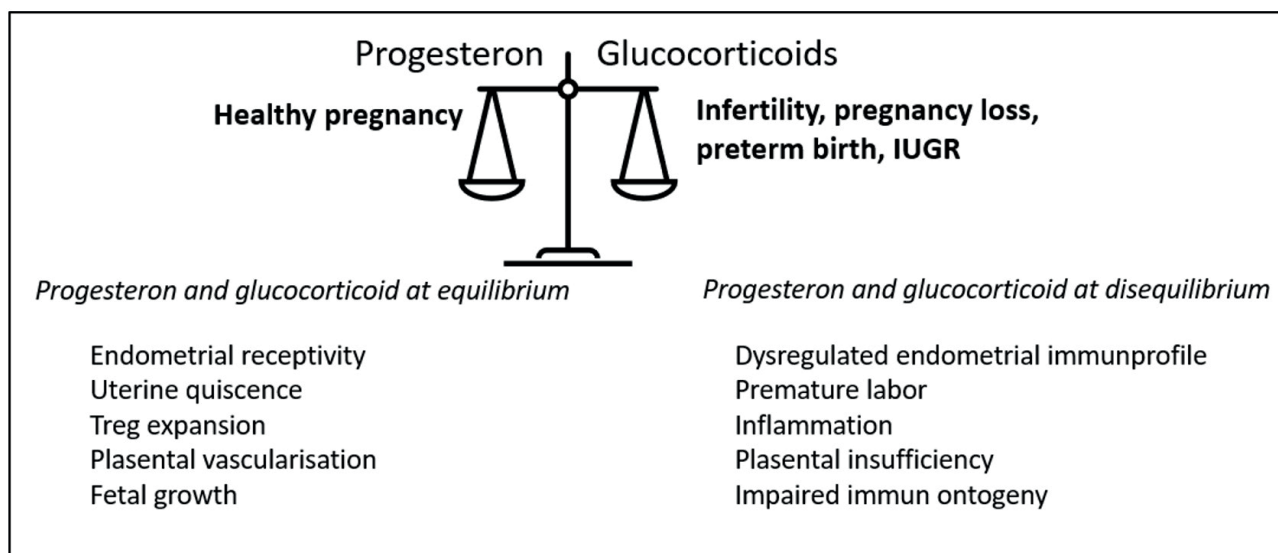 Progesteron Glucocorticoids
Healthy pregnancy
Infertility, pregnancy loss,
preterm birth, IUGR
Progesteron and glucocorticoid at equilibrium
Endometrial receptivity
Uterine quiscence
Treg expansion
Plasental vascularisation
Fetal growth
Progesteron and glucocorticoid at disequilibrium
Dysregulated endometrial immunprofile
Premature labor
Inflammation
Plasental insufficiency
Impaired immun ontogeny